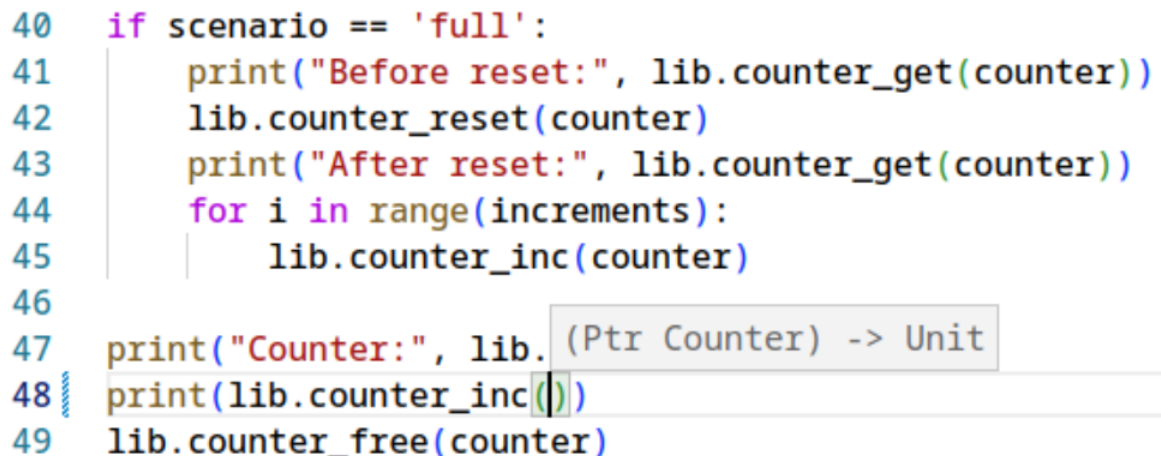 40 if scenario == 'full':
41 print("Before reset:", lib.counter_get(counter))
42 lib.counter_reset(counter)
43 print("After reset:", lib.counter_get(counter))
44 for i in range(increments):
45 lib.counter_inc(counter)
46
47 print("Counter:", lib.
(Ptr Counter) -> Unit
48 print(lib.counter_inc())
49 lib.counter_free(counter)